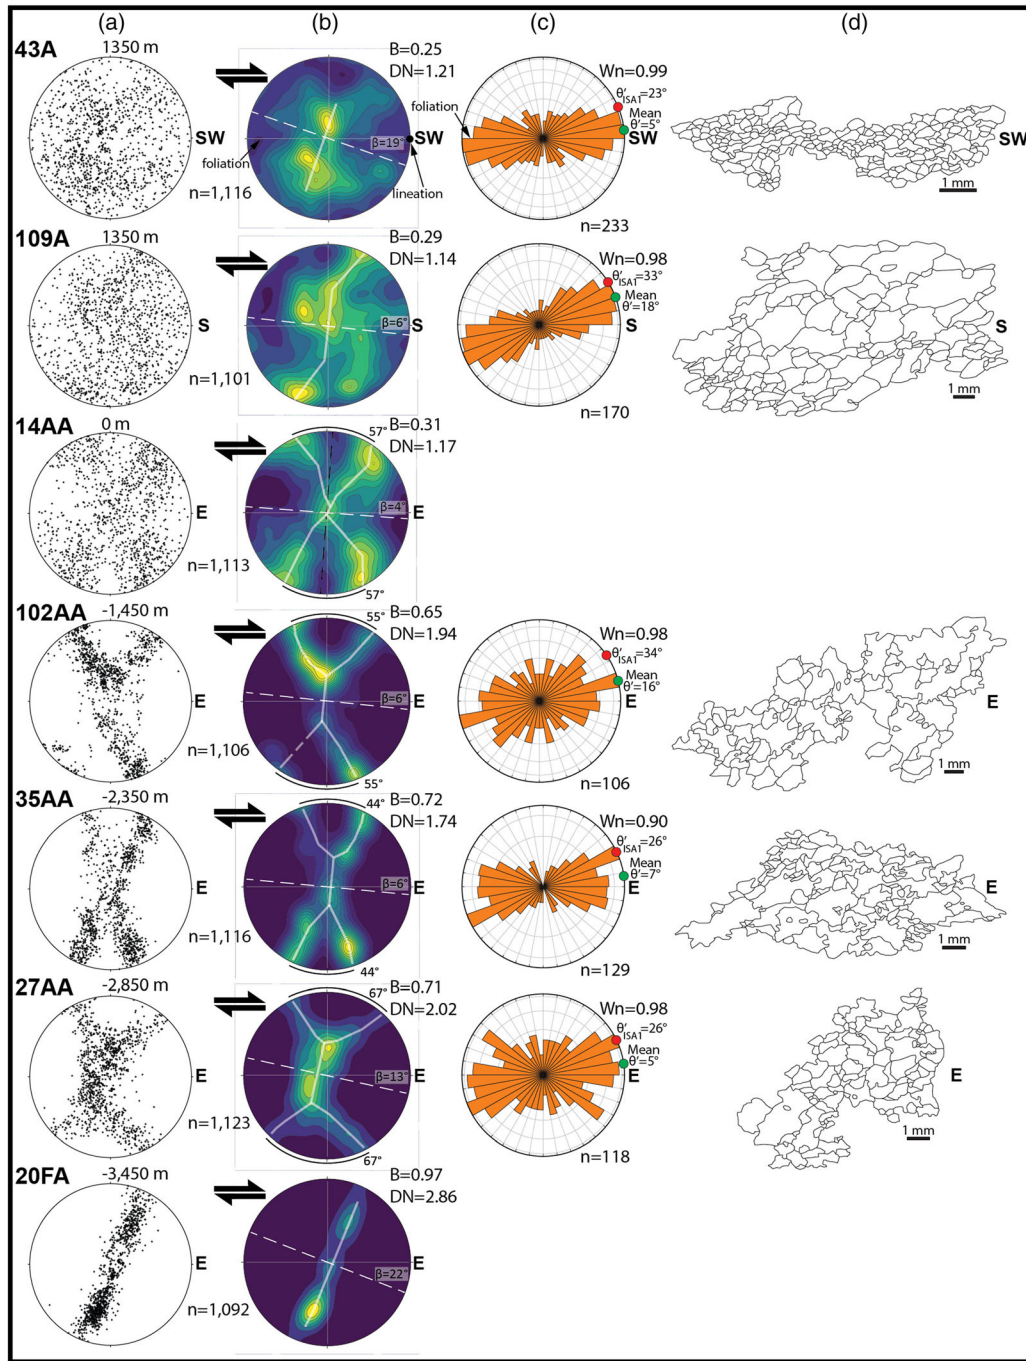 (a) (b) (c) (d)
43A
1350 m
n=1,116
B=0.25
DN=1.21
β=19°
SW
foliation
lineation
foliation
Wn=0.99
θ'ISA1=23°
Mean
θ'=5°
SW
n=233
SW
1 mm
109A
1350 m
n=1,101
B=0.29
DN=1.14
β=6°
S
Wn=0.98
θ'ISA1=33°
Mean
θ'=18°
S
n=170
S
1 mm
14AA
0 m
E
n=1,113
57°
B=0.31
DN=1.17
β=4°
E
57°
102AA
-1,450 m
E
n=1,106
55°
B=0.65
DN=1.94
β=6°
E
55°
Wn=0.98
θ'ISA1=34°
Mean
θ'=16°
E
n=106
E
1 mm
35AA
-2,350 m
E
n=1,116
44°
B=0.72
DN=1.74
β=6°
E
44°
Wn=0.90
θ'ISA1=26°
Mean
θ'=7°
E
n=129
E
1 mm
27AA
-2,850 m
E
n=1,123
67°
B=0.71
DN=2.02
β=13°
E
67°
Wn=0.98
θ'ISA1=26°
Mean
θ'=5°
E
n=118
E
1 mm
20FA
-3,450 m
E
n=1,092
B=0.97
DN=2.86
β=22°
E